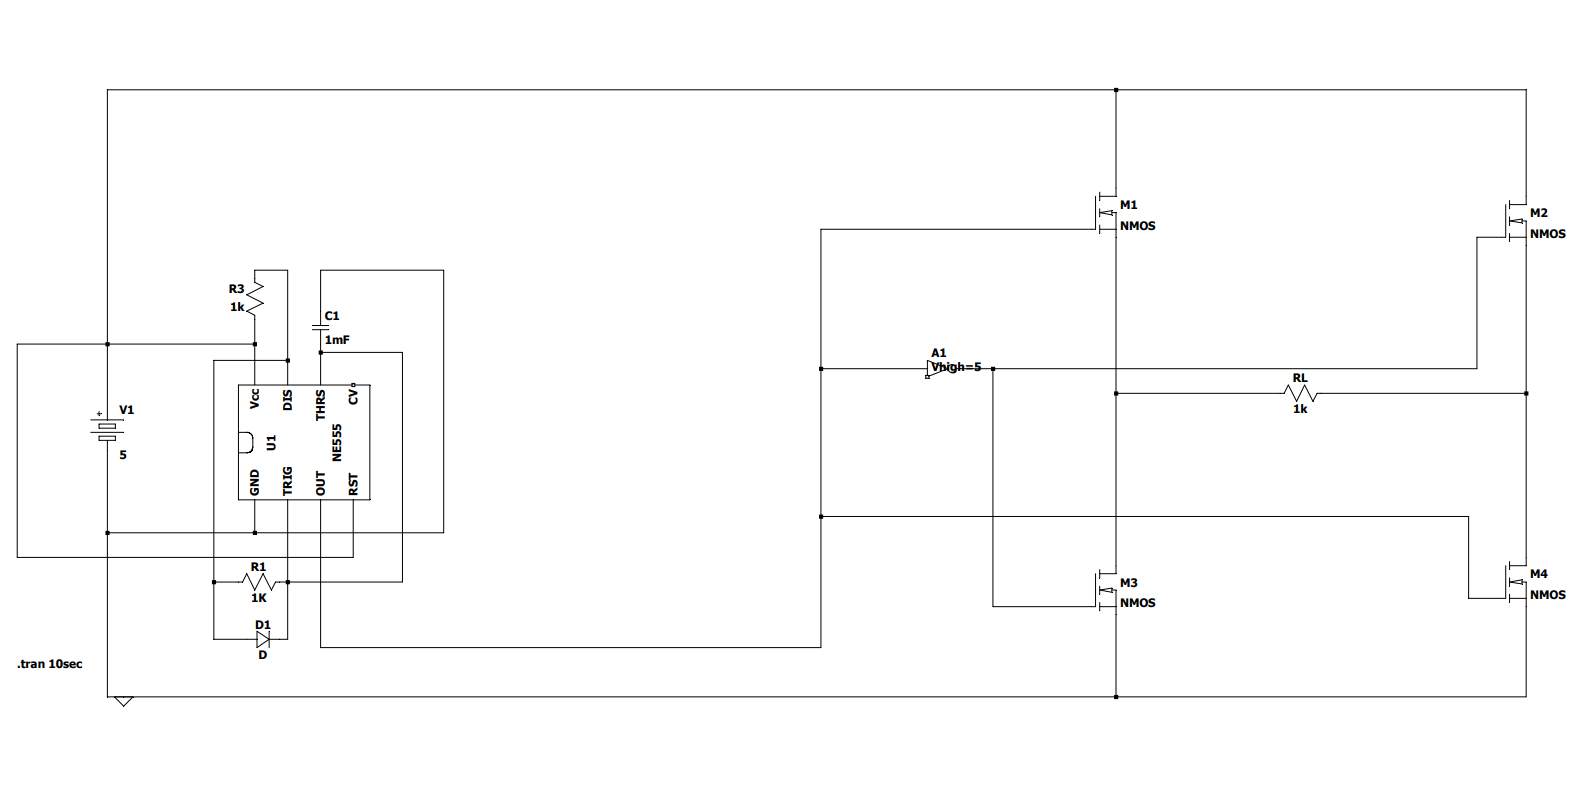 M1
NMOS
M2
NMOS
R3
1k
C1
1mF
A1
Vhigh=5
RL
1k
V1
5
+
Vcc
DIS
THRS
CV
U1
NE555
GND
TRIG
OUT
RST
R1
1K
D1
D
M3
NMOS
M4
NMOS
.tran 10sec